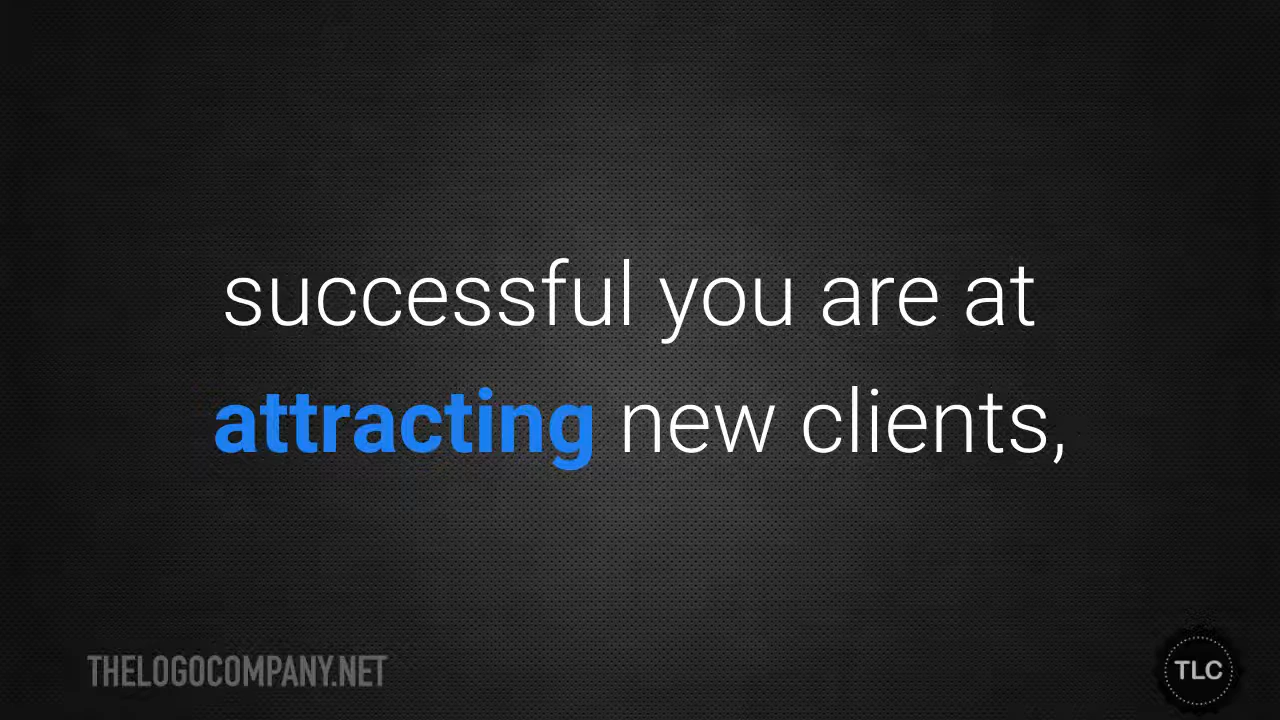 successful you are at
attracting new clients,
THELOGOCOMPANY.NET
TLC